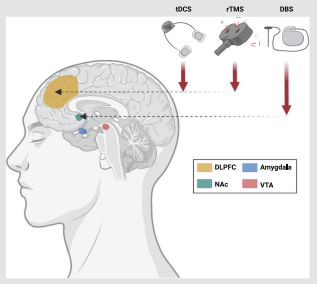 tDCS rTMS DBS
DLPFC Amygdala
NAc VTA